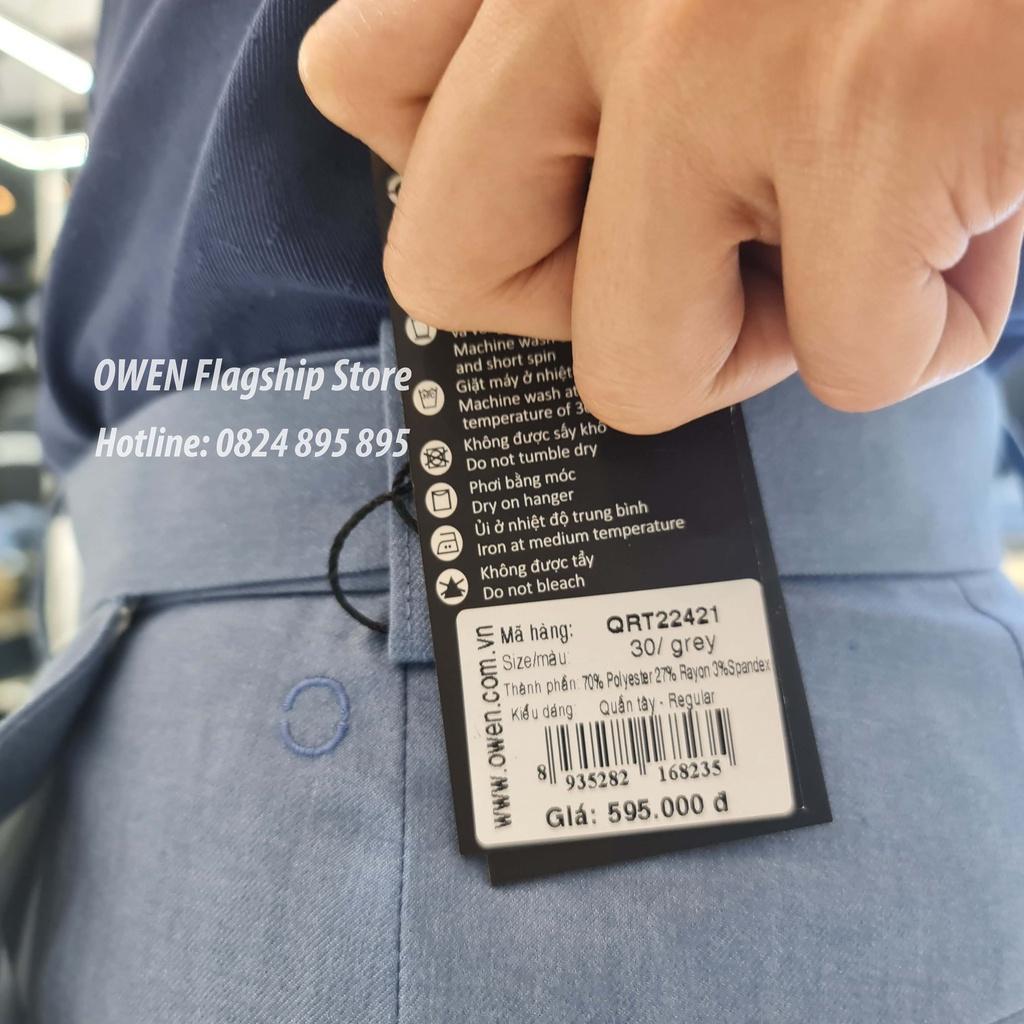 OWEN Flagship Store
Hotline: 0824 895 895
Machine wash
and short spin
Giặt máy ở nhiệt
Machine wash at
temperature of
Không được sấy khô
Do not tumble dry
Phơi bằng móc
Dry on hanger
Ủi ở nhiệt độ trung bình
Iron at medium temperature
Không được tẩy
Do not bleach
www.owen.com.vn
Mã hàng: QRT22421
Size/màu: 30/ grey
Thành phần: 70% Polyester 27% Rayon 3%Spandex
Kiểu dáng: Quần tây - Regular
8 935282 168235
Giá: 595.000 đ